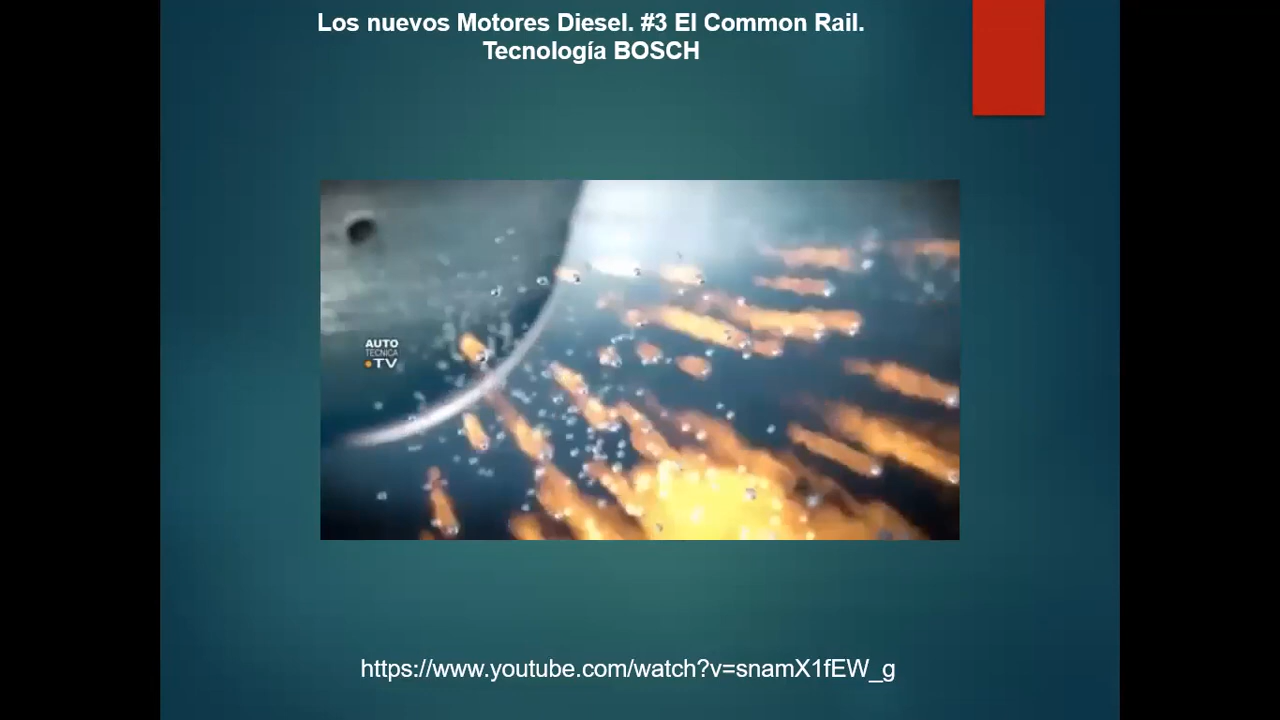 Los nuevos Motores Diesel. #3 El Common Rail.
Tecnología BOSCH
AUTO
TECNICA
TV
https://www.youtube.com/watch?v=snamX1fEW_g